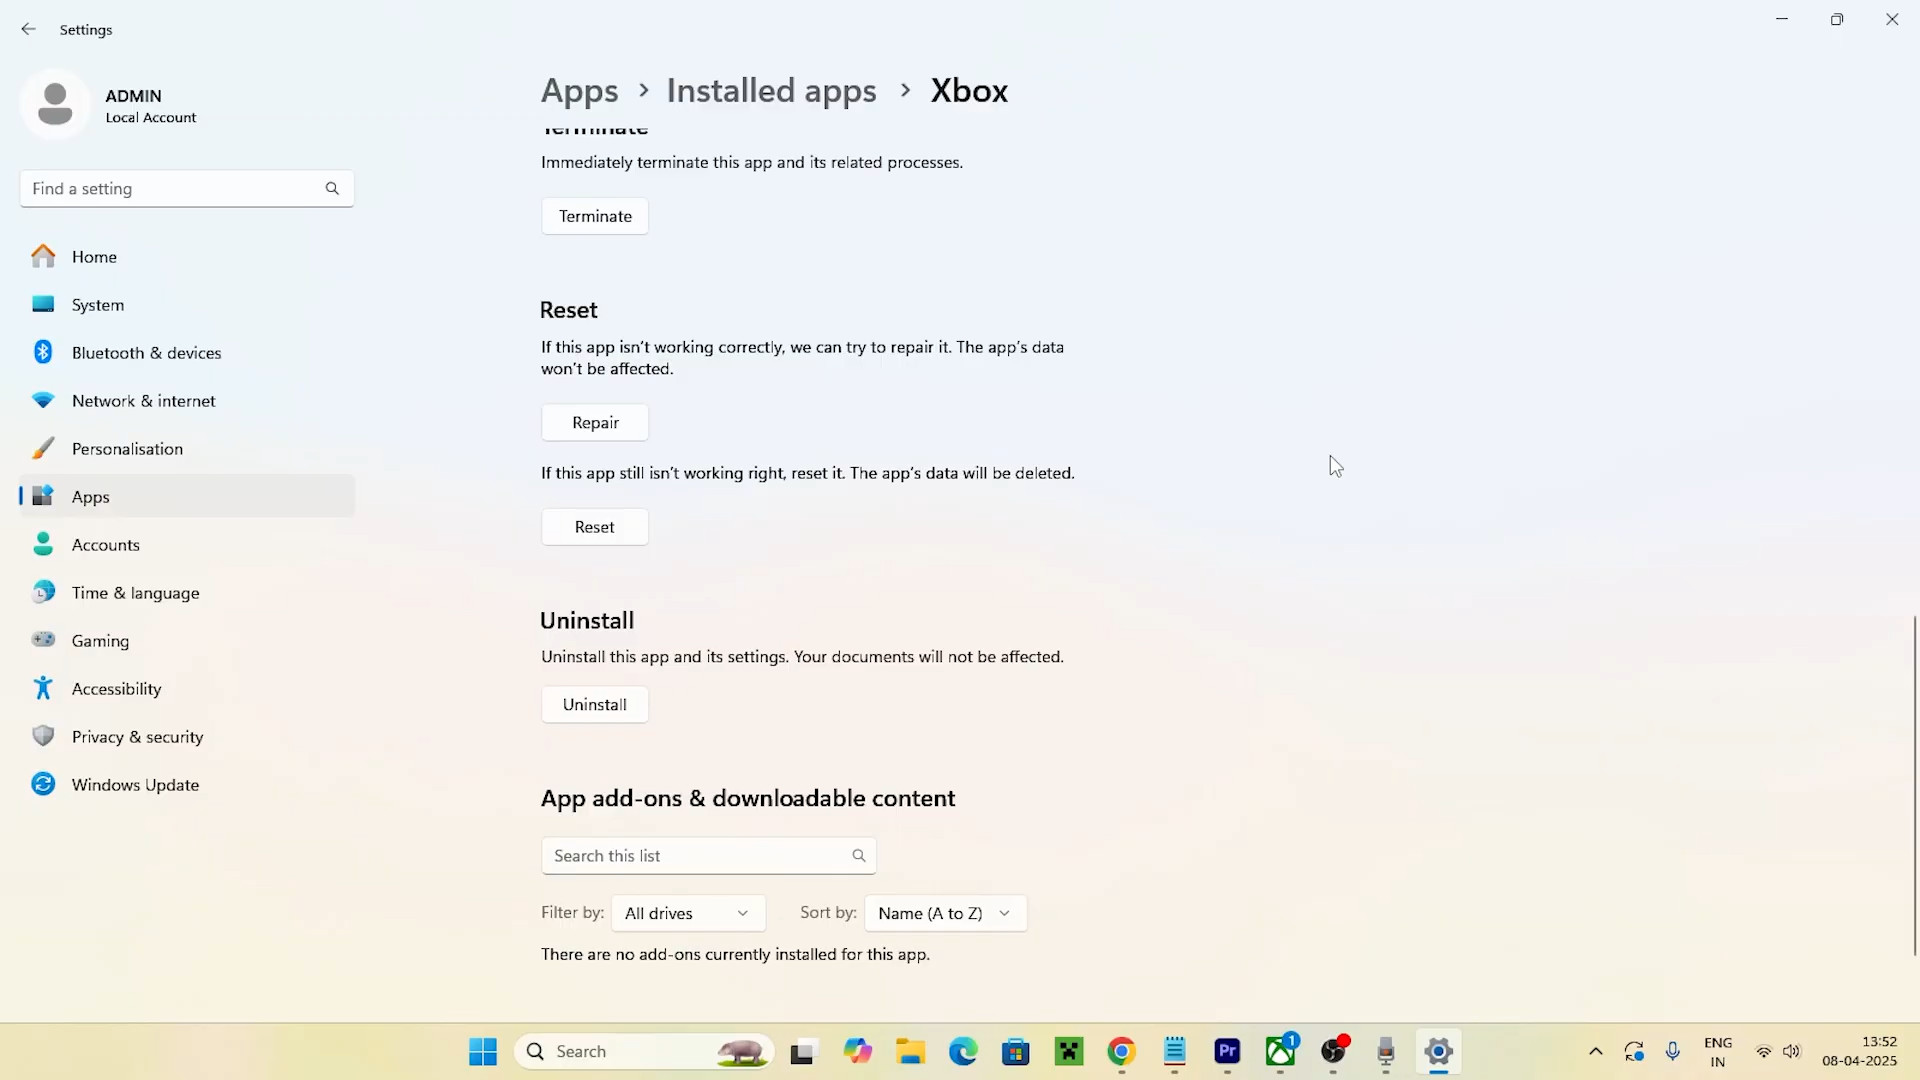 Settings
ADMIN
Local Account
Find a setting
Home
System
Bluetooth & devices
Network & internet
Personalisation
Apps
Accounts
Time & language
Gaming
Accessibility
Privacy & security
Windows Update
Apps > Installed apps > Xbox
Terminate
Immediately terminate this app and its related processes.
Terminate
Reset
If this app isn't working correctly, we can try to repair it. The app's data
won't be affected.
Repair
If this app still isn't working right, reset it. The app's data will be deleted.
Reset
Uninstall
Uninstall this app and its settings. Your documents will not be affected.
Uninstall
App add-ons & downloadable content
Search this list
Filter by: All drives Sort by: Name (A to Z)
There are no add-ons currently installed for this app.
Search
Pr
1
ENG
IN
13:52
08-04-2025